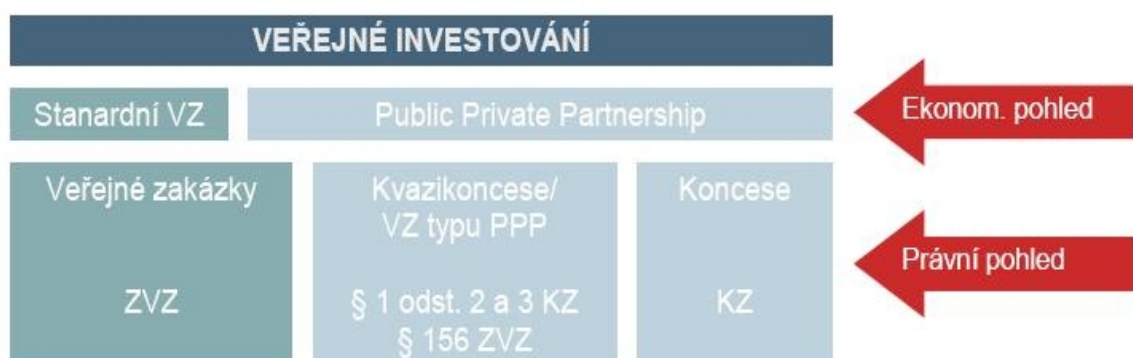 VEŘEJNÉ INVESTOVÁNÍ
Stanardní VZ
Public Private Partnership
Ekonom. pohled
Veřejné zakázky
ZVZ
Kvazikoncese/
VZ typu PPP
§ 1 odst. 2 a 3 KZ
§ 156 ZVZ
Koncese
KZ
Právní pohled